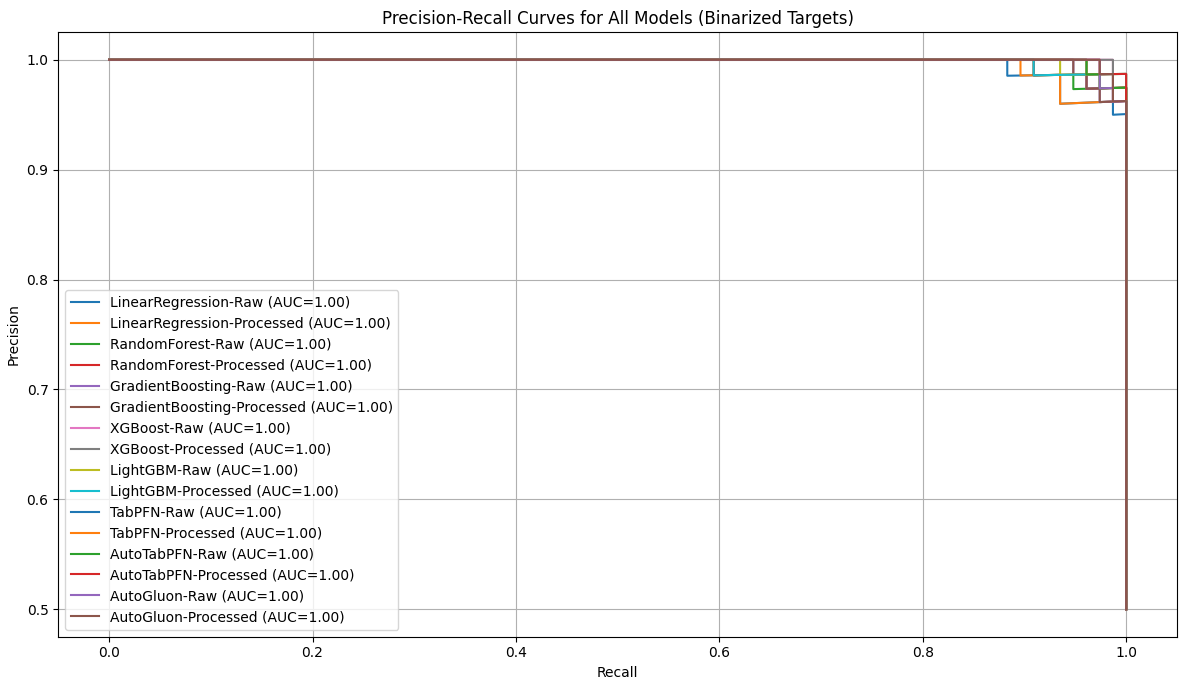 Precision-Recall Curves for All Models (Binarized Targets)
Precision
1.0
0.9
0.8
0.7
0.6
0.5
LinearRegression-Raw (AUC=1.00)
LinearRegression-Processed (AUC=1.00)
RandomForest-Raw (AUC=1.00)
RandomForest-Processed (AUC=1.00)
GradientBoosting-Raw (AUC=1.00)
GradientBoosting-Processed (AUC=1.00)
XGBoost-Raw (AUC=1.00)
XGBoost-Processed (AUC=1.00)
LightGBM-Raw (AUC=1.00)
LightGBM-Processed (AUC=1.00)
TabPFN-Raw (AUC=1.00)
TabPFN-Processed (AUC=1.00)
AutoTabPFN-Raw (AUC=1.00)
AutoTabPFN-Processed (AUC=1.00)
AutoGluon-Raw (AUC=1.00)
AutoGluon-Processed (AUC=1.00)
0.0 0.2 0.4 0.6 0.8 1.0
Recall